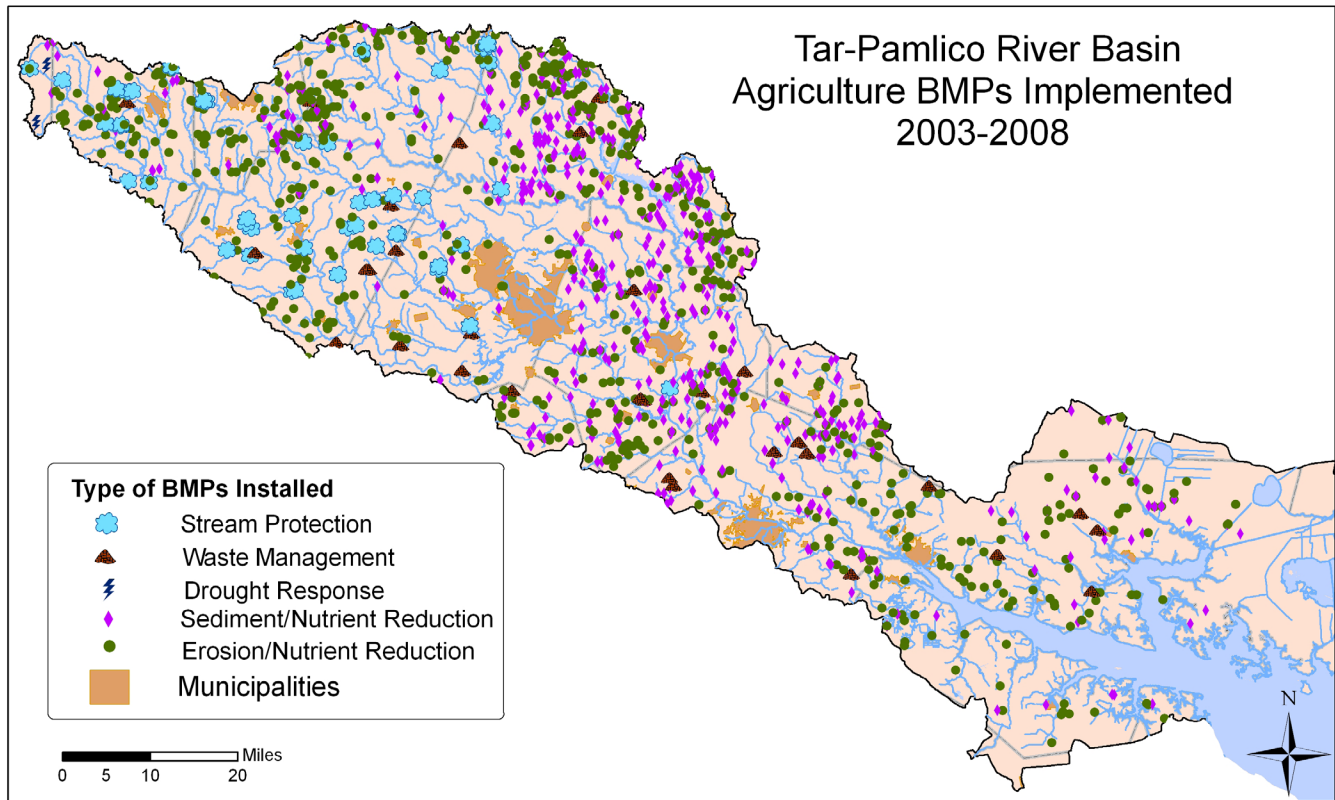 Tar-Pamlico River Basin
Agriculture BMPs Implemented
2003-2008
Type of BMPs Installed
Stream Protection
Waste Management
Drought Response
Sediment/Nutrient Reduction
Erosion/Nutrient Reduction
Municipalities
Miles
0 5 10 20
N